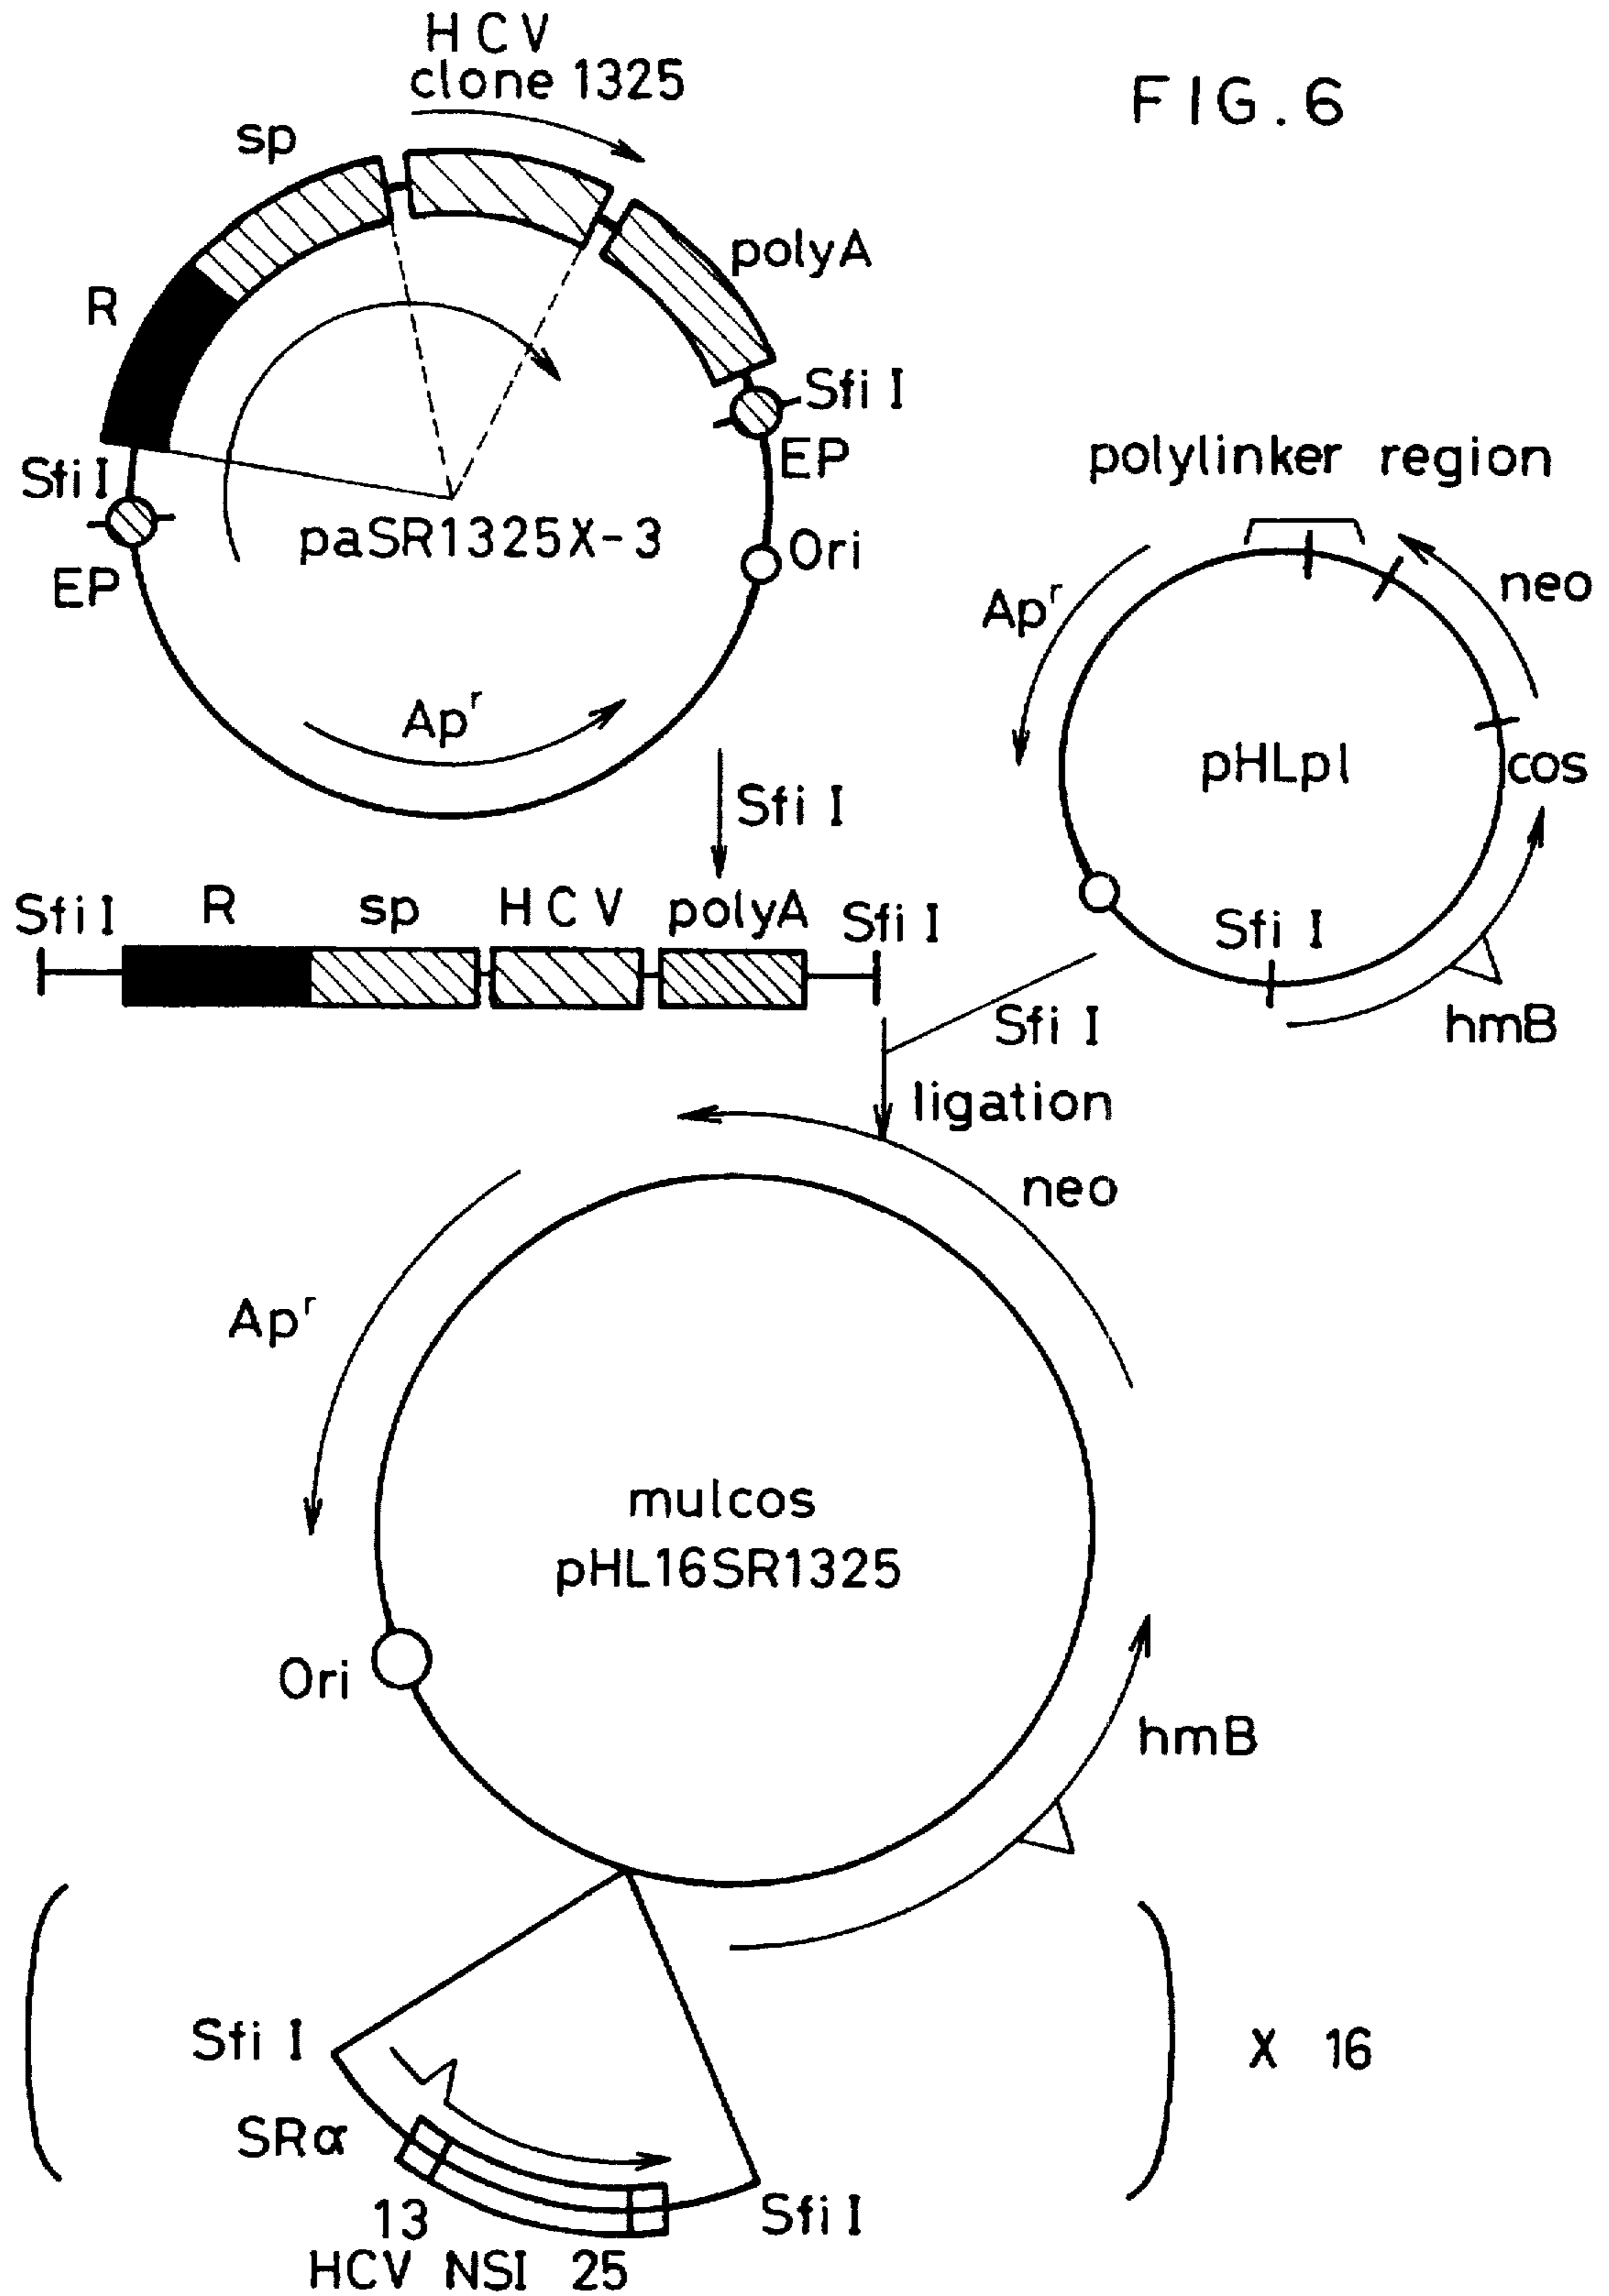 HCV
clone 1325
FIG. 6
sp
polyA
R
Sfi I
Sfi I
EP
polylinker region
paSR1325X-3
Ori
EP
neo
Ap^r
Ap^r
pHLpl
cos
Sfi I
R sp HCV polyA
Sfi I Sfi I
Sfi I
Sfi I
hmB
ligation
neo
Ap^r
mulcos
pHL16SR1325
Ori
hmB
Sfi I
X 16
SRα
13
Sfi I
HCV NSI 25